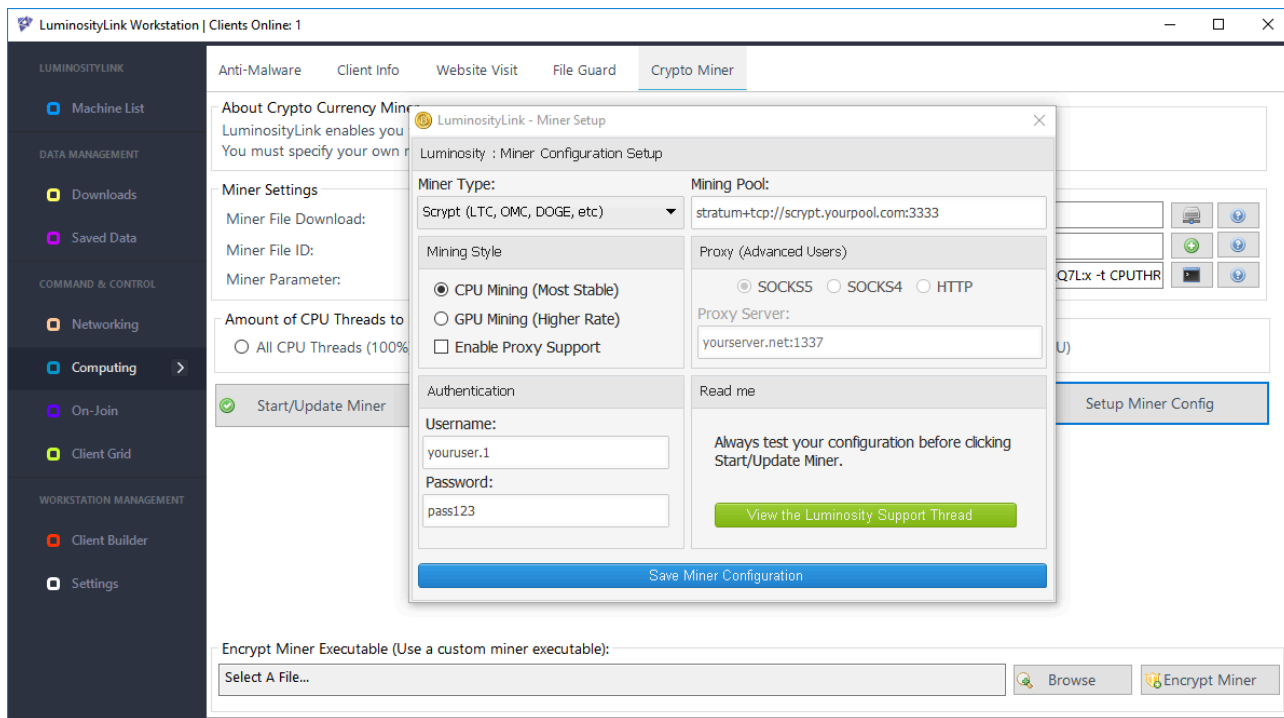 LuminosityLink Workstation | Clients Online: 1
LUMINOSITYLINK
Machine List
DATA MANAGEMENT
Downloads
Saved Data
COMMAND & CONTROL
Networking
Computing
On-Join
Client Grid
WORKSTATION MANAGEMENT
Client Builder
Settings
Anti-Malware Client Info Website Visit File Guard Crypto Miner
About Crypto Currency
LuminosityLink enables you
You must specify your own
Miner Settings
Miner File Download:
Miner File ID:
Miner Parameter:
Q7L:x -t CPUTHR
Amount of CPU Threads to
All CPU Threads (100%
U)
Start/Update Miner
Setup Miner Config
LuminosityLink - Miner Setup
Luminosity : Miner Configuration Setup
Miner Type:
Scrypt (LTC, OMC, DOGE, etc)
Mining Pool:
stratum+tcp://scrypt.yourpool.com:3333
Mining Style
CPU Mining (Most Stable)
GPU Mining (Higher Rate)
Enable Proxy Support
Proxy (Advanced Users)
SOCKS5 SOCKS4 HTTP
Proxy Server:
yourserver.net:1337
Authentication
Username:
youruser.1
Password:
pass123
Read me
Always test your configuration before clicking
Start/Update Miner.
View the Luminosity Support Thread
Save Miner Configuration
Encrypt Miner Executable (Use a custom miner executable):
Select A File...
Browse
Encrypt Miner